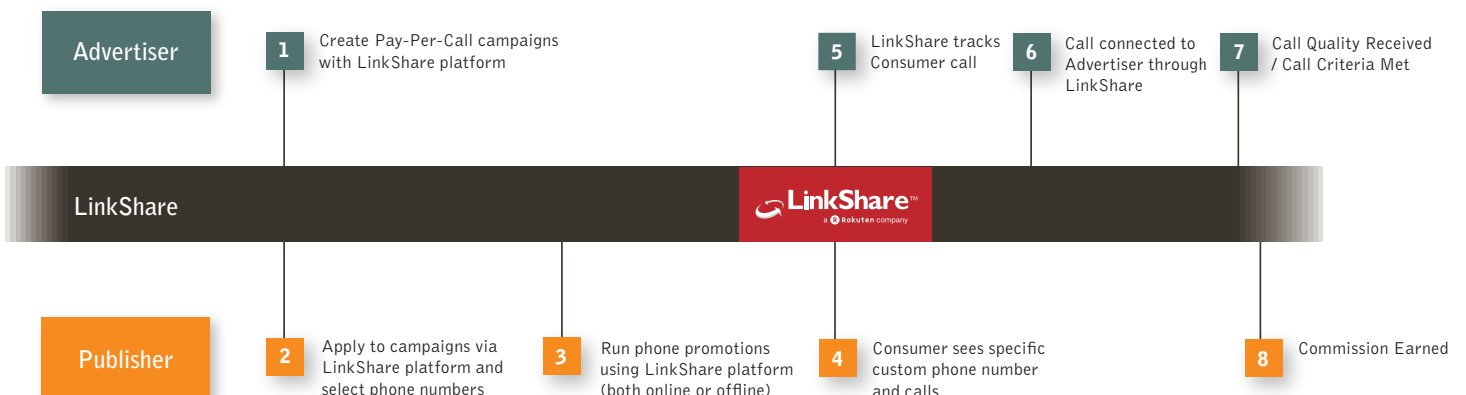 Advertiser
1
Create Pay-Per-Call campaigns
with LinkShare platform
5
LinkShare tracks
Consumer call
6
Call connected to
Advertiser through
LinkShare
7
Call Quality Received
/ Call Criteria Met
LinkShare
LinkShare™
a R Rakuten company
Publisher
2
Apply to campaigns via
LinkShare platform and
select phone numbers
3
Run phone promotions
using LinkShare platform
(both online or offline)
4
Consumer sees specific
custom phone number
and calls
8
Commission Earned